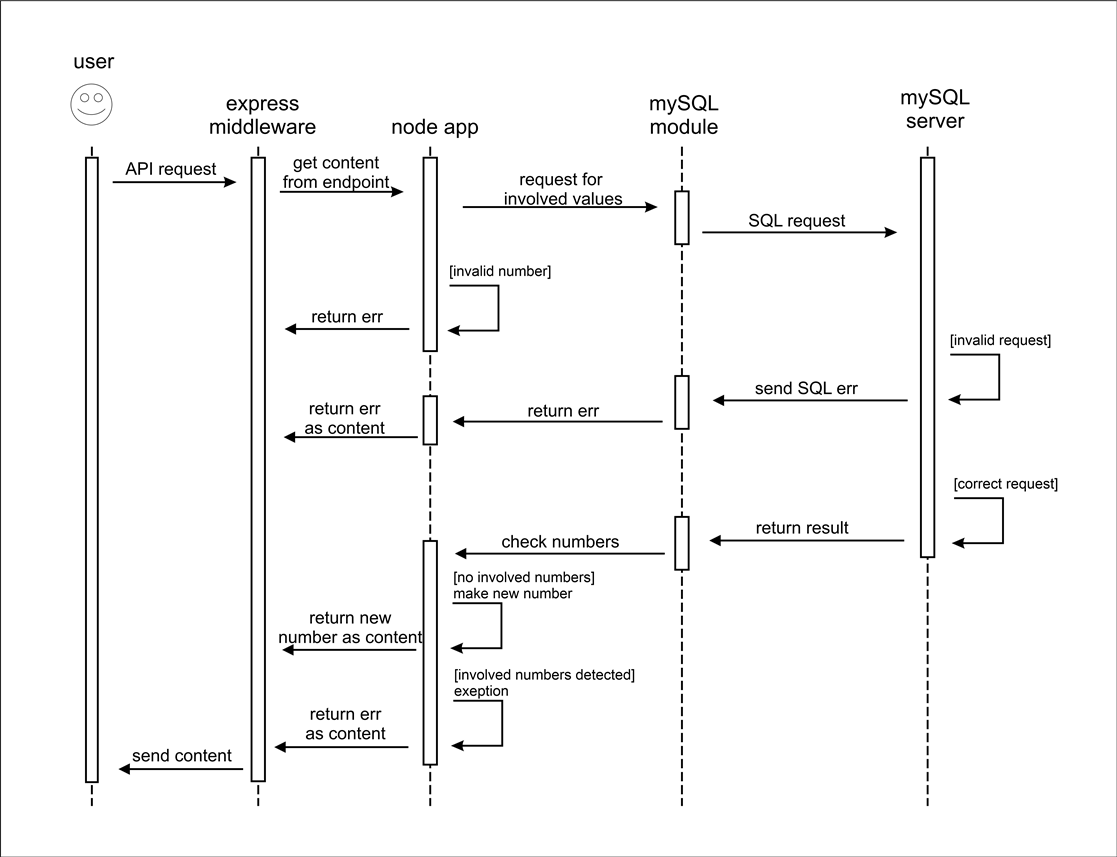 user
express
middleware
node app
mySQL
module
mySQL
server
API request
get content
from endpoint
request for
involved values
SQL request
[invalid number]
return err
[invalid request]
send SQL err
return err
return err
as content
[correct request]
return result
check numbers
[no involved numbers]
make new number
return new
number as content
[involved numbers detected]
exeption
return err
as content
send content